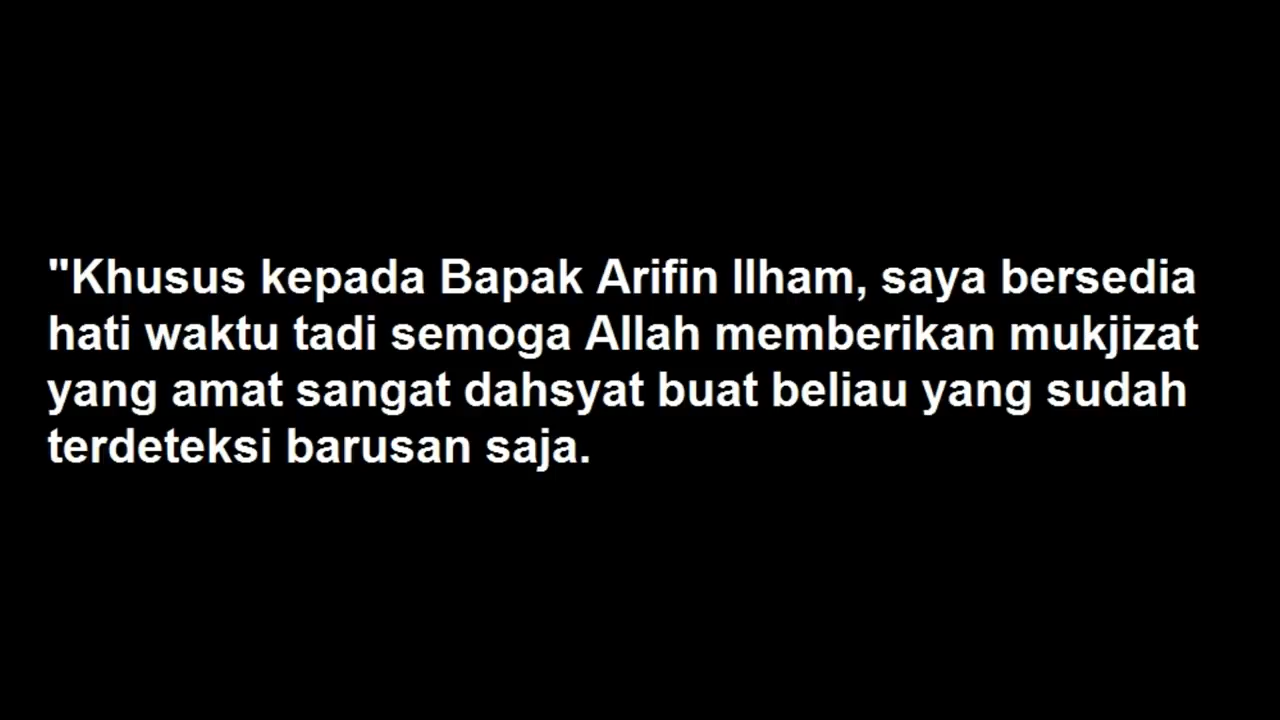 "Khusus kepada Bapak Arifin Ilham, saya bersedia
hati waktu tadi semoga Allah memberikan mukjizat
yang amat sangat dahsyat buat beliau yang sudah
terdeteksi barusan saja.